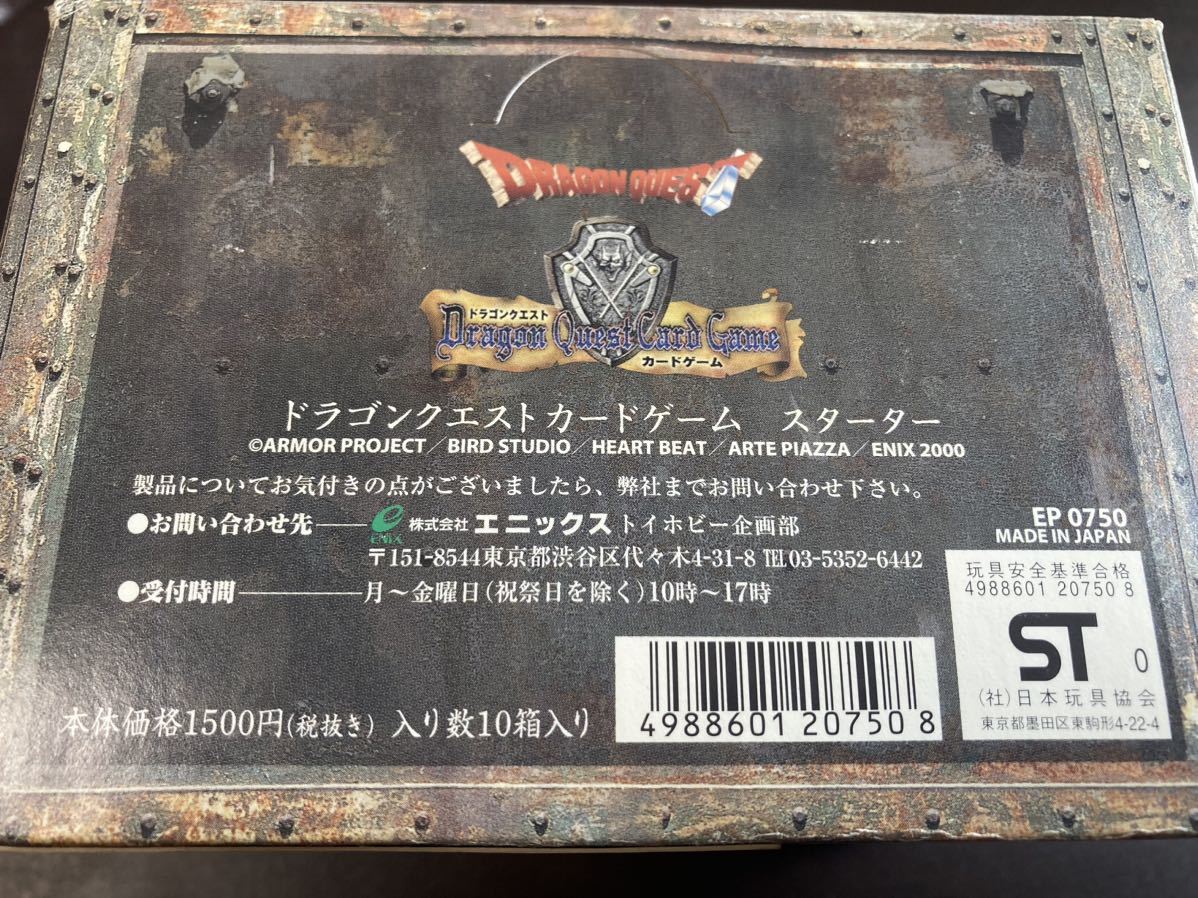 DRAGON QUEST
ドラゴンクエスト
Dragon Quest Card Game
カードゲーム
ドラゴンクエストカードゲーム スターター
©ARMOR PROJECT／BIRD STUDIO／HEART BEAT／ARTE PIAZZA／ENIX 2000
製品についてお気付きの点がございましたら、弊社までお問い合わせ下さい。
●お問い合わせ先── ENIX 株式会社 エニックス トイホビー企画部
〒151-8544東京都渋谷区代々木4-31-8 TEL03-5352-6442
●受付時間────月～金曜日(祝祭日を除く)10時～17時
EP 0750
MADE IN JAPAN
玩具安全基準合格
4988601 20750 8
ST 0
(社)日本玩具協会
東京都墨田区東駒形4-22-4
本体価格1500円(税抜き) 入り数10箱入り
4988601 207508